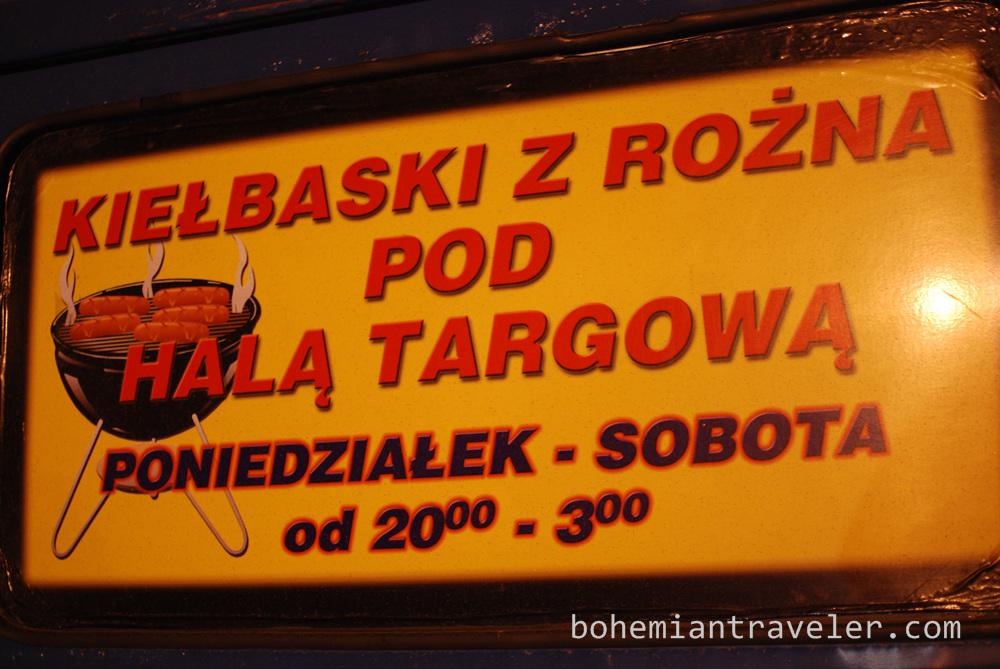 KIEŁBASKI Z ROŻNA
POD
HALĄ TARGOWĄ
PONIEDZIAŁEK - SOBOTA
od 20⁰⁰ - 3⁰⁰
bohemiantraveler.com